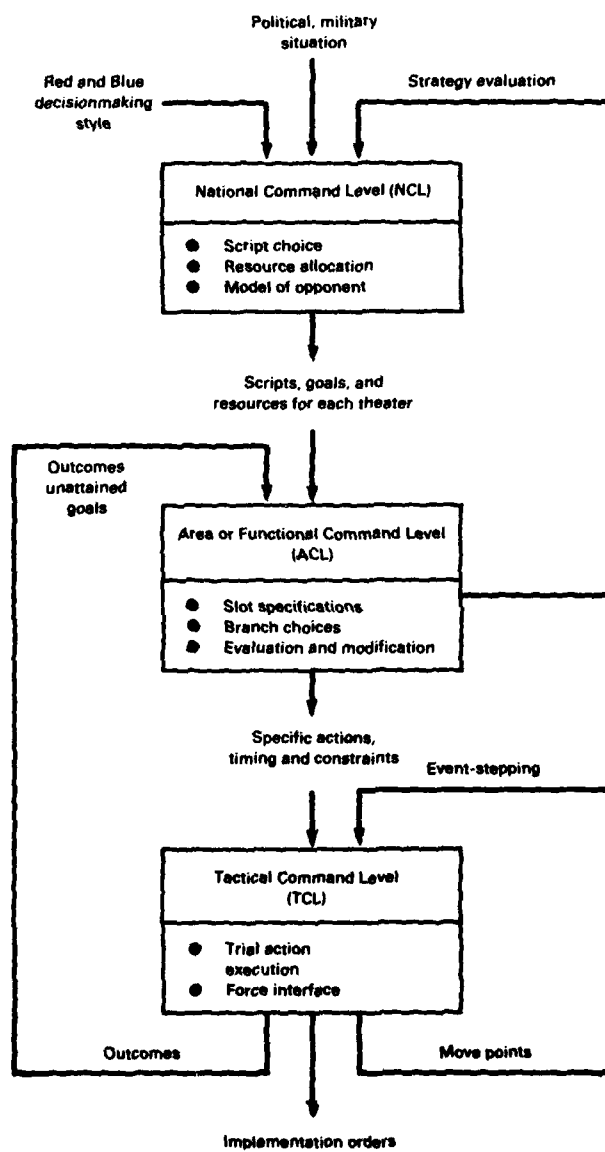 Political, military
situation
Red and Blue
decisionmaking
style
Strategy evaluation
National Command Level (NCL)
● Script choice
● Resource allocation
● Model of opponent
Scripts, goals, and
resources for each theater
Outcomes
unattained
goals
Area or Functional Command Level
(ACL)
● Slot specifications
● Branch choices
● Evaluation and modification
Specific actions,
timing and constraints
Event-stepping
Tactical Command Level
(TCL)
● Trial action
execution
● Force interface
Outcomes
Move points
Implementation orders